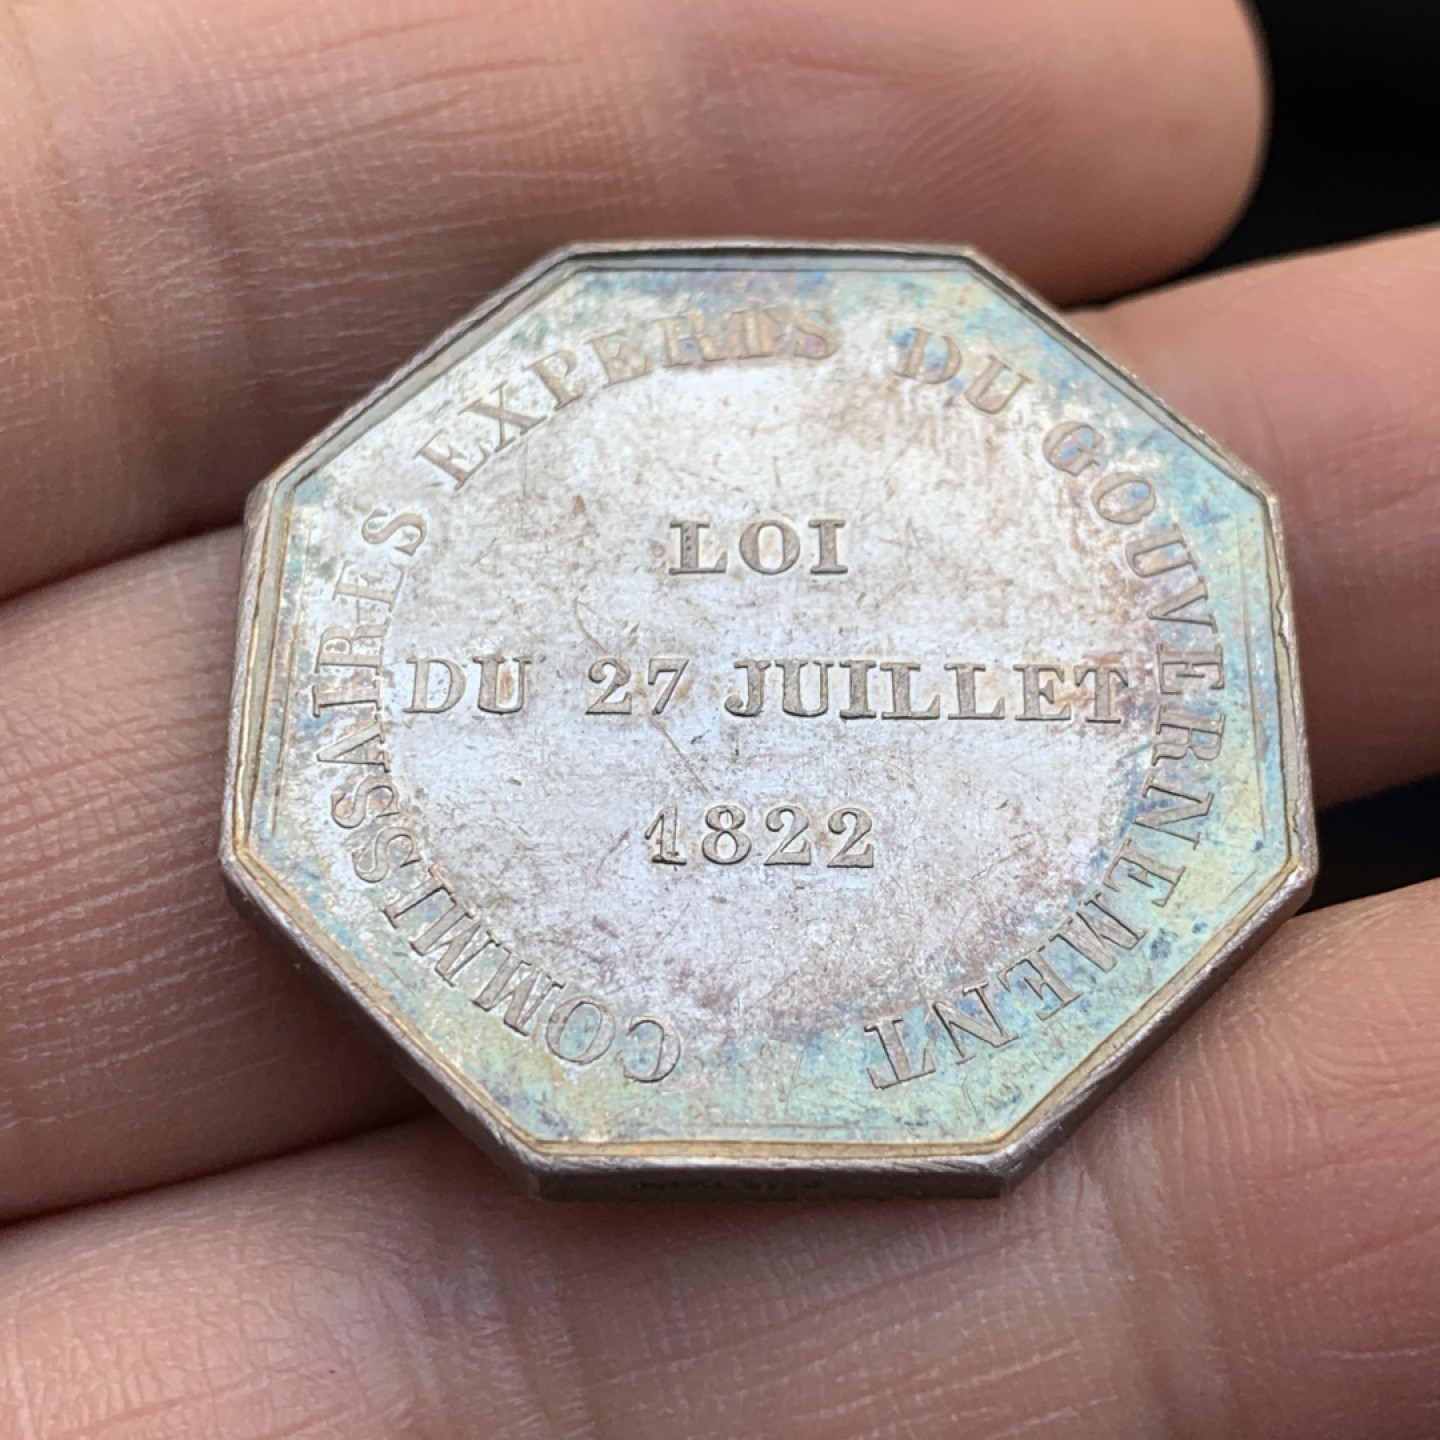 COMMISSAIRES EXPERTS DU GOUVERNEMENT
LOI
DU 27 JUILLET
1822